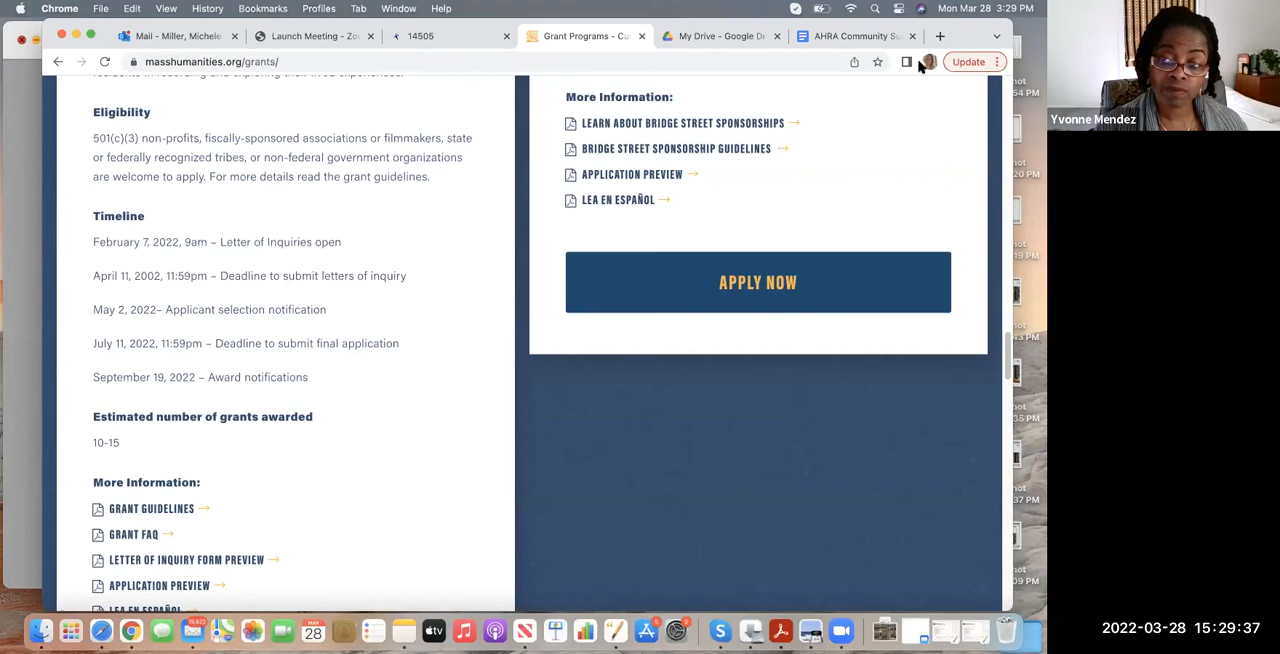 Chrome File Edit View History Bookmarks Profiles Tab Window Help
Mon Mar 28 3:29 PM
Mail - Miller, Michele
Launch Meeting - Zo
14505
Grant Programs - Cu
My Drive - Google Dr
AHRA Community Su
masshumanities.org/grants/
Update
Eligibility
501(c)(3) non-profits, fiscally-sponsored associations or filmmakers, state
or federally recognized tribes, or non-federal government organizations
are welcome to apply. For more details read the grant guidelines.
Timeline
February 7, 2022, 9am – Letter of Inquiries open
April 11, 2002, 11:59pm – Deadline to submit letters of inquiry
May 2, 2022– Applicant selection notification
July 11, 2022, 11:59pm – Deadline to submit final application
September 19, 2022 – Award notifications
Estimated number of grants awarded
10-15
More Information:
GRANT GUIDELINES →
GRANT FAQ →
LETTER OF INQUIRY FORM PREVIEW →
APPLICATION PREVIEW →
LEA EN ESPAÑOL
More Information:
LEARN ABOUT BRIDGE STREET SPONSORSHIPS →
BRIDGE STREET SPONSORSHIP GUIDELINES →
APPLICATION PREVIEW →
LEA EN ESPAÑOL →
APPLY NOW
Yvonne Mendez
MAR
28
tv
2022-03-28 15:29:37